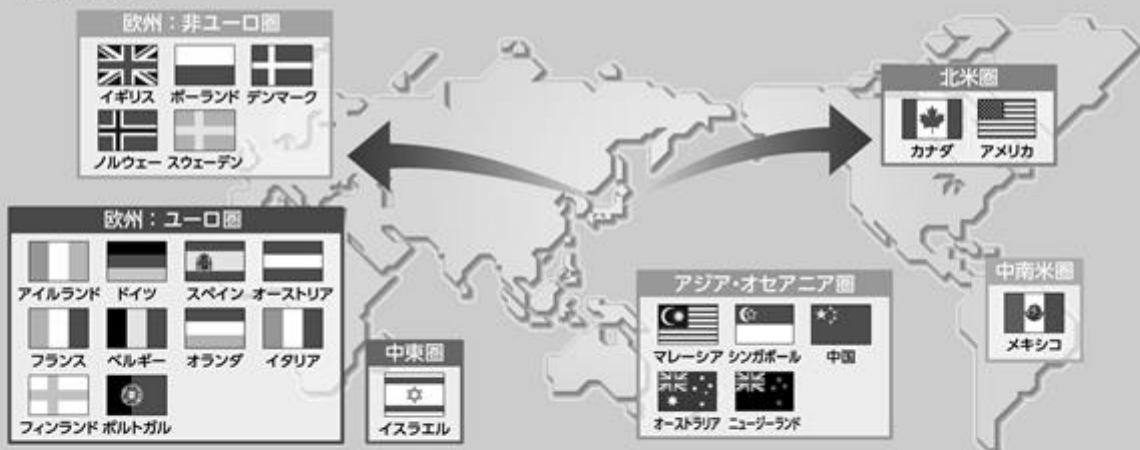 欧州：非ユーロ圏
イギリス ポーランド デンマーク
ノルウェー スウェーデン
北米圏
カナダ アメリカ
欧州：ユーロ圏
アイルランド ドイツ スペイン オーストリア
フランス ベルギー オランダ イタリア
フィンランド ポルトガル
中東圏
イスラエル
アジア・オセアニア圏
マレーシア シンガポール 中国
オーストラリア ニュージーランド
中南米圏
メキシコ